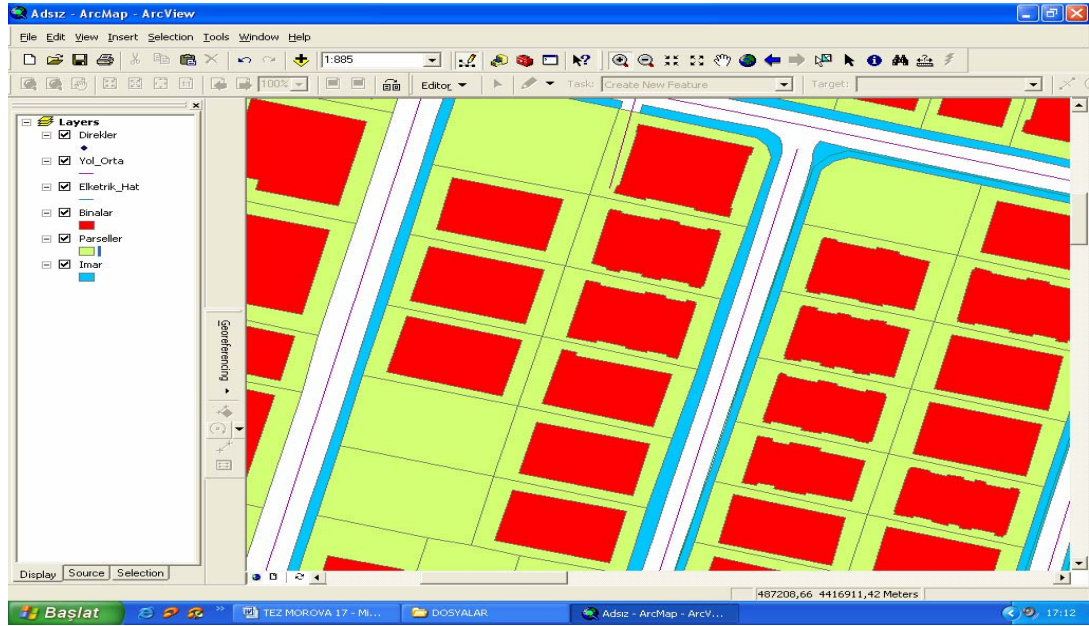 Adsız - ArcMap - ArcView
File Edit View Insert Selection Tools Window Help
1:885
100% Editor Task: Create New Feature Target:
Layers
Direkler
Yol_Orta
Elketrik_Hat
Binalar
Parseller
Imar
Georeferencing
Display Source Selection
487208,66 4416911,42 Meters
Başlat TEZ MOROVA 17 - Mi... DOSYALAR Adsız - ArcMap - ArcV... 17:12